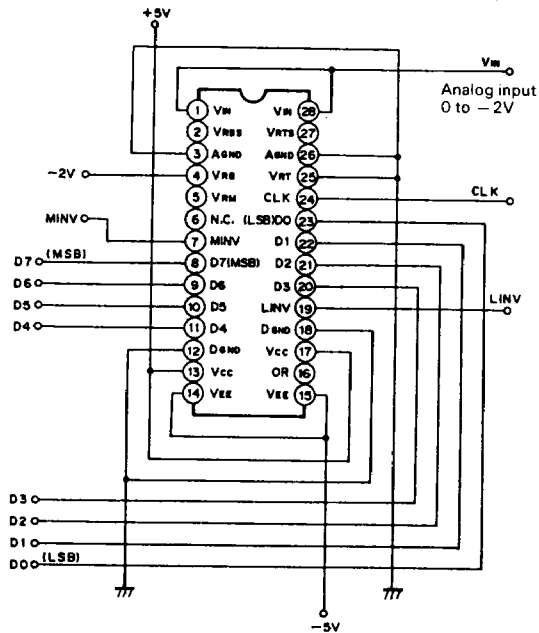 +5V
VIN
Analog input
0 to −2V
1 VIN
VIN 28
2 VRBS
VRTS 27
3 AGND
AGND 26
−2V
4 VRB
VRT 25
5 VRM
CLK 24
CLK
MINV
6 N.C.
(LSB)D0 23
7 MINV
D1 22
D7 (MSB)
8 D7(MSB)
D2 21
D6
9 D6
D3 20
D5
10 D5
LINV 19
LINV
D4
11 D4
DGND 18
12 DGND
VCC 17
13 VCC
OR 16
14 VEE
VEE 15
D3
D2
D1
D0 (LSB)
−5V